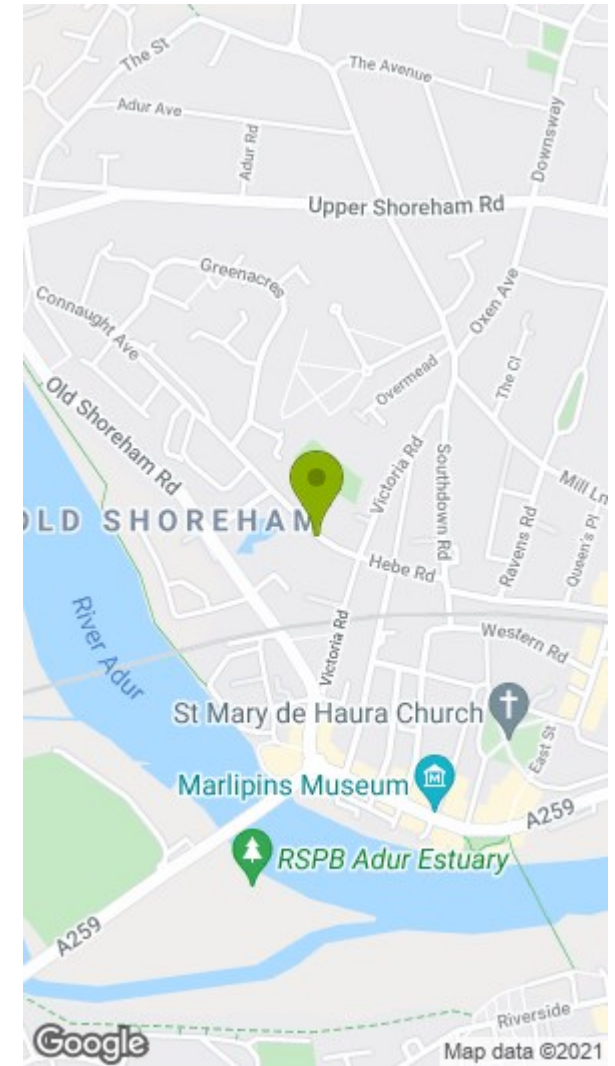 The St
The Avenue
Adur Ave
Adur Rd
Downsway
Upper Shoreham Rd
Greenacres
Connaught Ave
Oxen Ave
Overmead
The Cl
Old Shoreham Rd
Victoria Rd
Southdown Rd
Mill Ln
OLD SHOREHAM
Ravens Rd
Queen's Pl
Hebe Rd
River Adur
Victoria Rd
Western Rd
St Mary de Haura Church
East St
Marlipins Museum
M
A259
RSPB Adur Estuary
A259
Riverside
Google
Map data ©2021